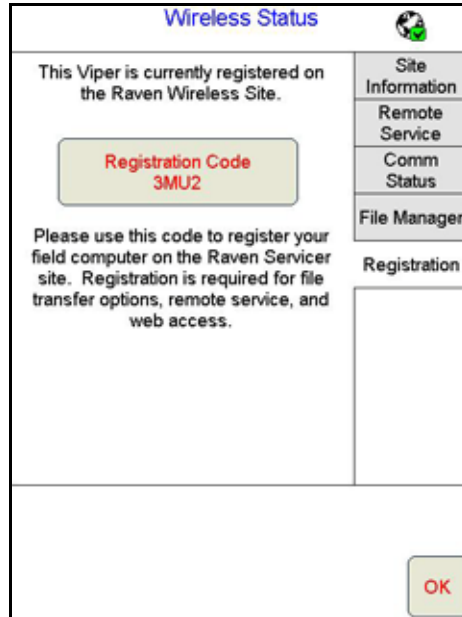 Wireless Status
This Viper is currently registered on
the Raven Wireless Site.
Registration Code
3MU2
Please use this code to register your
field computer on the Raven Servicer
site. Registration is required for file
transfer options, remote service, and
web access.
Site
Information
Remote
Service
Comm
Status
File Manager
Registration
OK